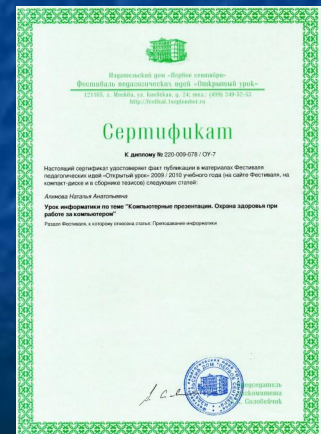 Издательский дом «Первое сентября»
Фестиваль педагогических идей «Открытый урок»
121165, г. Москва, ул. Киевская, д. 24; тел.: (499) 249-52-53
http://festival.1september.ru
Сертификат
К диплому № 220-009-078 / ОУ-7
Настоящий сертификат удостоверяет факт публикации в материалах Фестиваля
педагогических идей «Открытый урок» 2009 / 2010 учебного года (на сайте Фестиваля, на
компакт-диске и в сборнике тезисов) следующих статей:
Алимова Наталья Анатольевна
Урок информатики по теме "Компьютерные презентации. Охрана здоровья при
работе за компьютером"
Раздел Фестиваля, к которому отнесена статья: Преподавание информатики